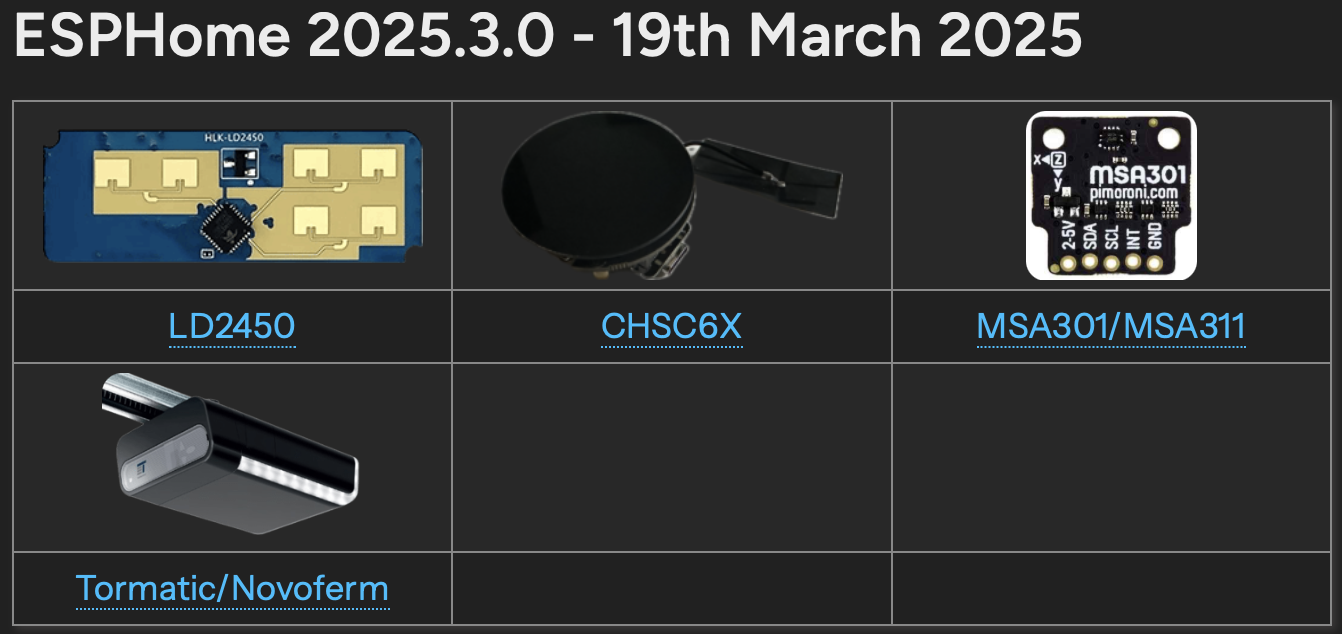 ESPHome 2025.3.0 - 19th March 2025
HLK-LD2450
X Z
y
MSA301
pimoroni.com
2-5V SDA SCL INT GND
LD2450 CHSC6X MSA301/MSA311
Tormatic/Novoferm